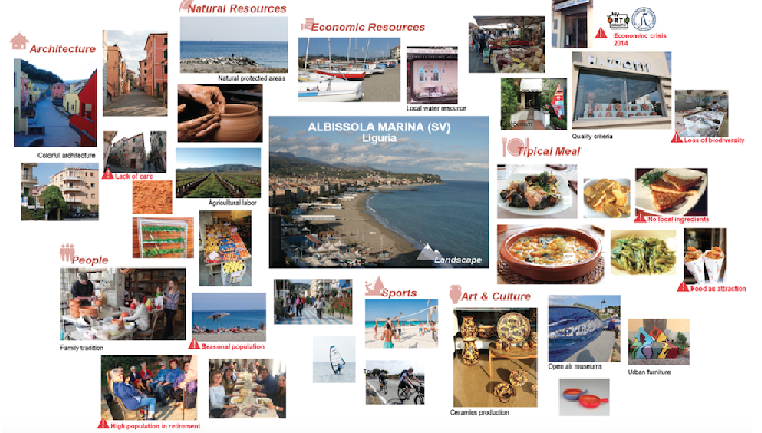 Natural Resources
Economic Resources
Economic crisis
2014
Architecture
Natural protected areas
Local water resource
Quality criteria
Loss of biodiversity
ALBISSOLA MARINA (SV)
Liguria
Colorful architecture
Lack of care
Tipical Meal
Agricultural labor
No local ingredients
People
Landscape
Food as attraction
Sports
Art & Culture
Family tradition
Seasonal population
Open air museums
Urban furniture
Ceramics production
High population in retirement